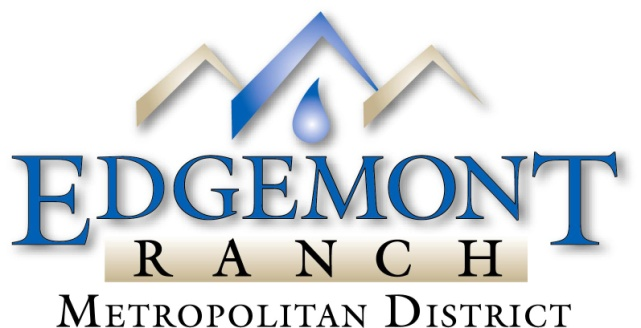 EDGEMONT
RANCH
METROPOLITAN DISTRICT